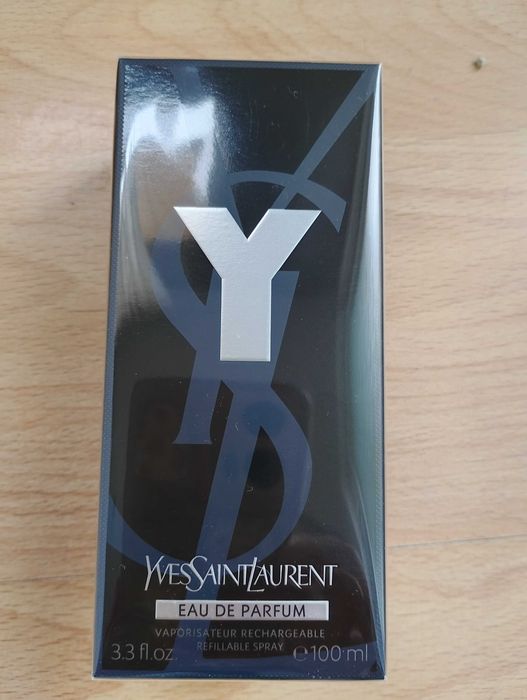 Y
YVESSAINTLAURENT
EAU DE PARFUM
VAPORISATEUR RECHARGEABLE
REFILLABLE SPRAY
3.3 fl.oz. ℮100 ml